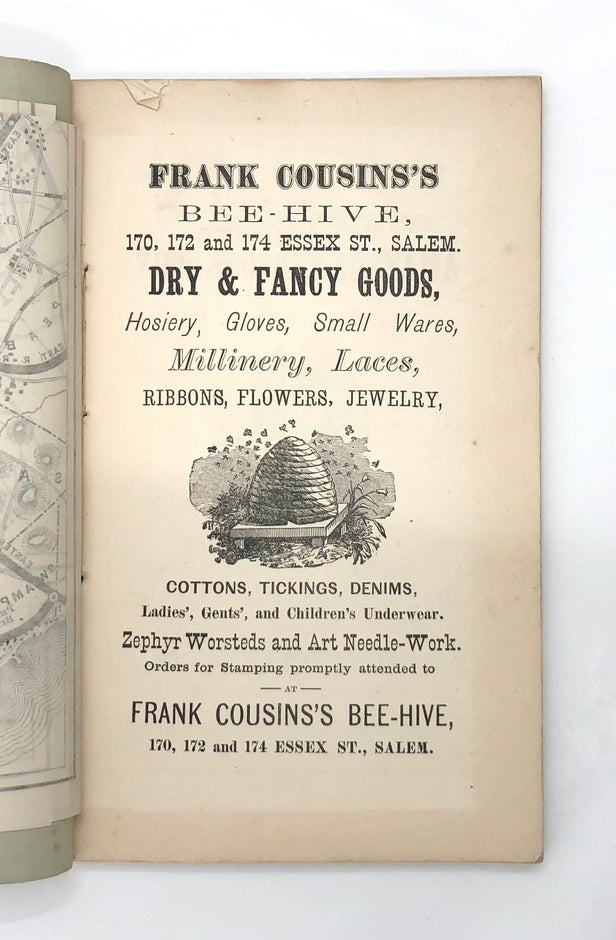 FRANK COUSINS'S
BEE-HIVE,
170, 172 and 174 ESSEX ST., SALEM.
DRY & FANCY GOODS,
Hosiery, Gloves, Small Wares,
Millinery, Laces,
RIBBONS, FLOWERS, JEWELRY,
COTTONS, TICKINGS, DENIMS,
Ladies', Gents', and Children's Underwear.
Zephyr Worsteds and Art Needle-Work.
Orders for Stamping promptly attended to
— AT —
FRANK COUSINS'S BEE-HIVE,
170, 172 and 174 ESSEX ST., SALEM.